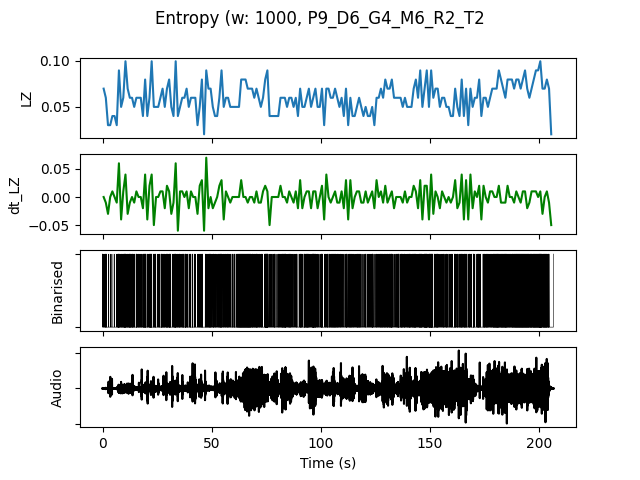 Entropy (w: 1000, P9_D6_G4_M6_R2_T2
0.10
0.05
LZ
0.05
0.00
−0.05
dt_LZ
Binarised
Audio
0
50
100
150
200
Time (s)